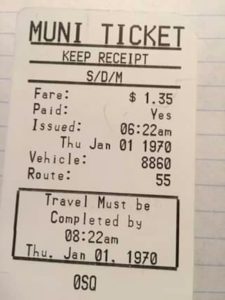 MUNI TICKET
KEEP RECEIPT
S/D/M
Fare: $ 1.35
Paid: Yes
Issued: 06:22am
Thu Jan 01 1970
Vehicle: 8860
Route: 55
Travel Must be
Completed by
08:22am
Thu. Jan 01, 1970
0SQ